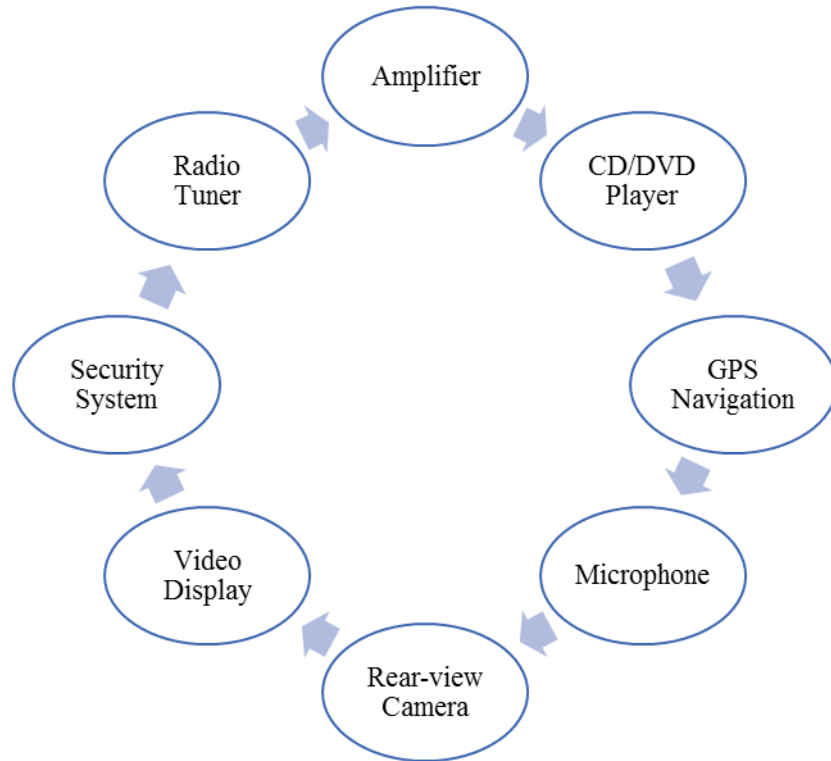 Amplifier
CD/DVD
Player
GPS
Navigation
Microphone
Rear-view
Camera
Video
Display
Security
System
Radio
Tuner